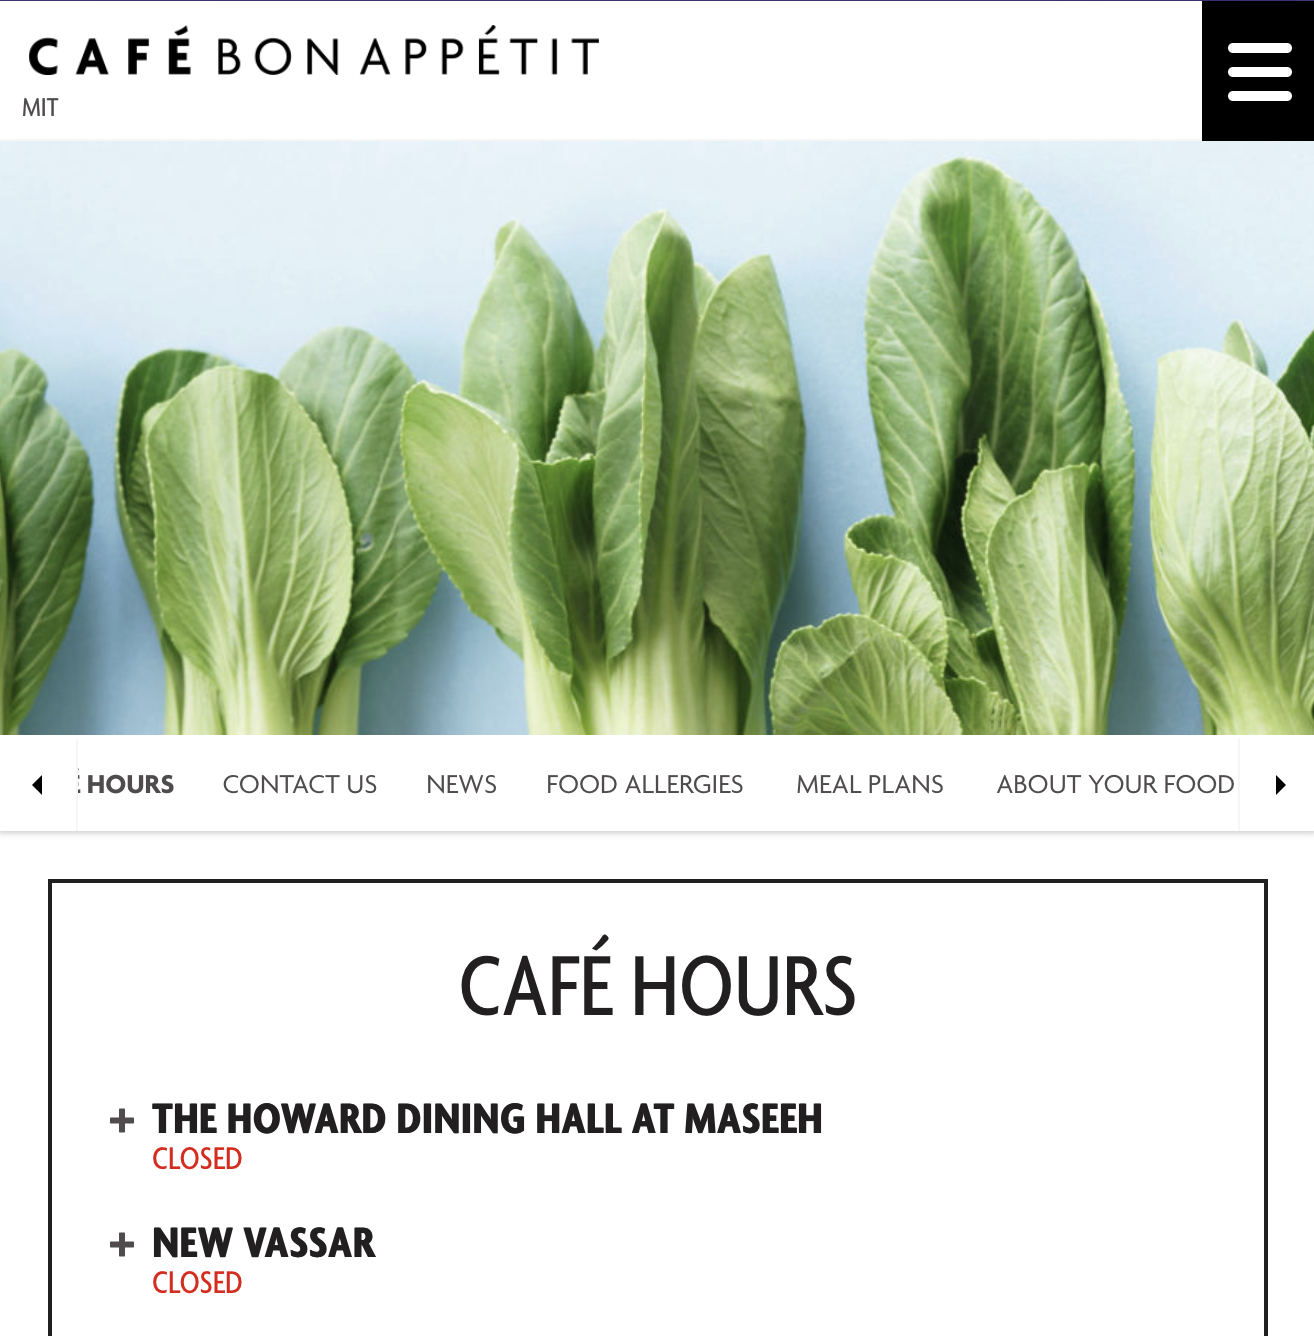 CAFÉ BON APPÉTIT
MIT
É HOURS CONTACT US NEWS FOOD ALLERGIES MEAL PLANS ABOUT YOUR FOOD
CAFÉ HOURS
THE HOWARD DINING HALL AT MASEEH
CLOSED
NEW VASSAR
CLOSED